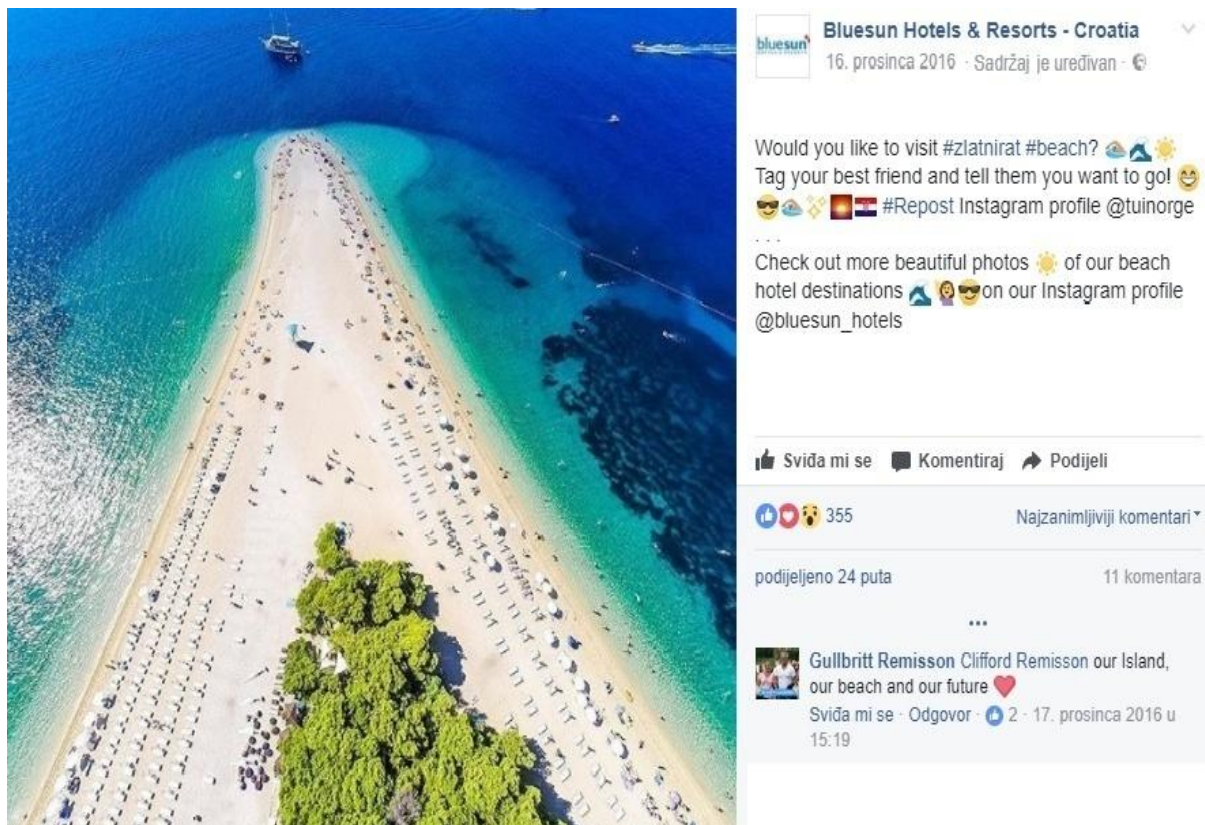 bluesun
Bluesun Hotels & Resorts - Croatia
16. prosinca 2016 · Sadržaj je uređivan ·
Would you like to visit #zlatnirat #beach? 🏊🌊☀️
Tag your best friend and tell them you want to go! 😁
😎🏊✨🌅🇭🇷 #Repost Instagram profile @tuinorge
. . .
Check out more beautiful photos ☀️ of our beach
hotel destinations 🌊🙋😎on our Instagram profile
@bluesun_hotels
Sviđa mi se Komentiraj Podijeli
355 Najzanimljiviji komentari
podijeljeno 24 puta 11 komentara
...
Gullbritt Remisson Clifford Remisson our Island,
our beach and our future ❤️
Sviđa mi se · Odgovor · 2 · 17. prosinca 2016 u
15:19